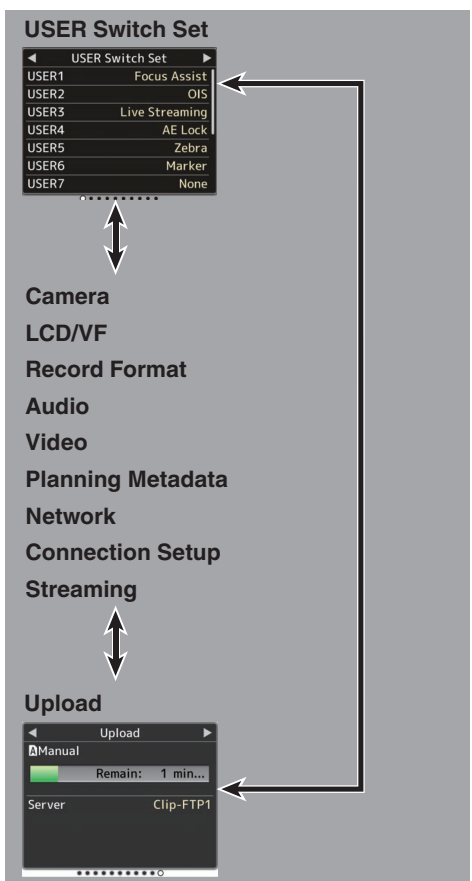 USER Switch Set
◀ USER Switch Set ▶
USER1 Focus Assist
USER2 OIS
USER3 Live Streaming
USER4 AE Lock
USER5 Zebra
USER6 Marker
USER7 None
Camera
LCD/VF
Record Format
Audio
Video
Planning Metadata
Network
Connection Setup
Streaming
Upload
◀ Upload ▶
AManual
Remain: 1 min...
Server Clip-FTP1